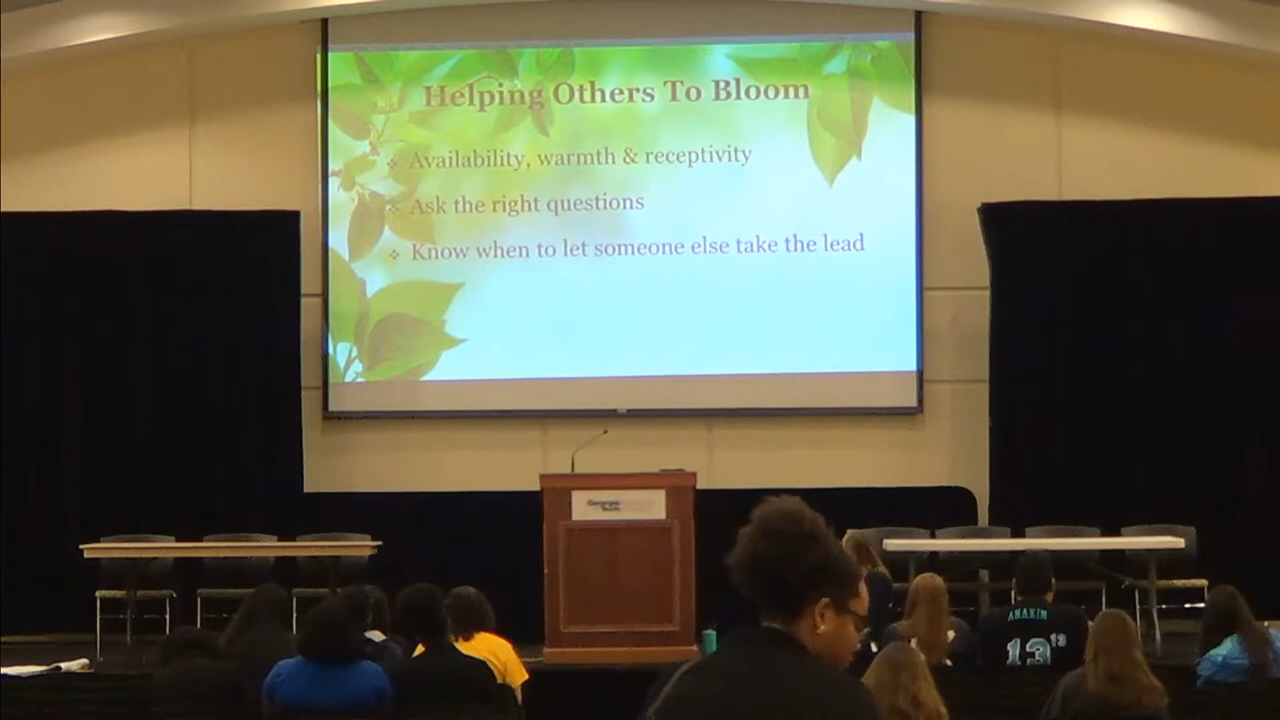 Helping Others To Bloom
Availability, warmth & receptivity
Ask the right questions
Know when to let someone else take the lead
ANAKIN
13 13